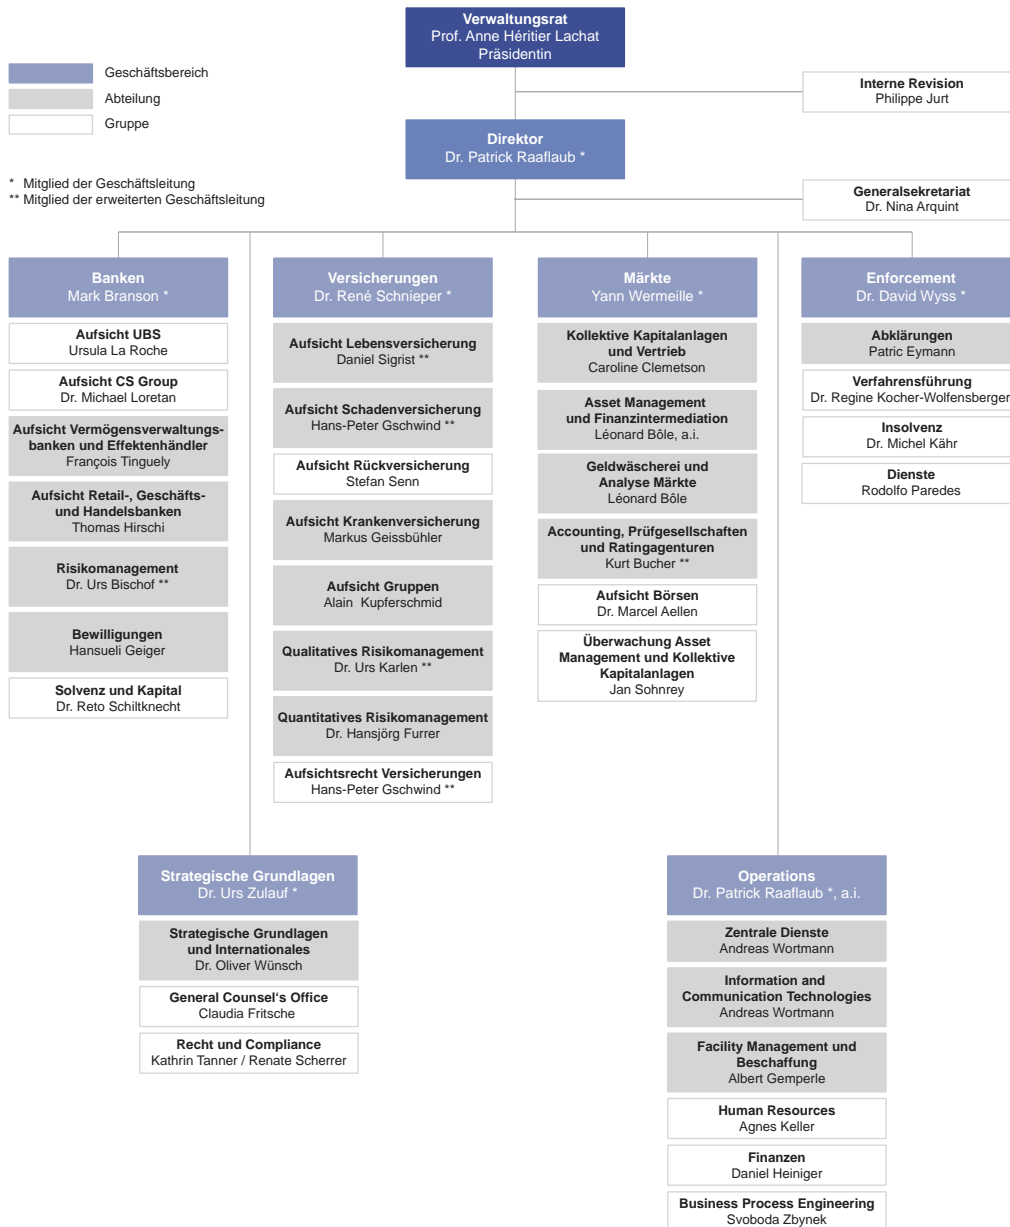 Verwaltungsrat
Prof. Anne Héritier Lachat
Präsidentin
Geschäftsbereich
Abteilung
Gruppe
Interne Revision
Philippe Jurt
Direktor
Dr. Patrick Raaflaub *
* Mitglied der Geschäftsleitung
** Mitglied der erweiterten Geschäftsleitung
Generalsekretariat
Dr. Nina Arquint
Banken
Mark Branson *
Aufsicht UBS
Ursula La Roche
Aufsicht CS Group
Dr. Michael Loretan
Aufsicht Vermögensverwaltungs-
banken und Effektenhändler
François Tinguely
Aufsicht Retail-, Geschäfts-
und Handelsbanken
Thomas Hirschi
Risikomanagement
Dr. Urs Bischof **
Bewilligungen
Hansueli Geiger
Solvenz und Kapital
Dr. Reto Schiltknecht
Versicherungen
Dr. René Schnieper *
Aufsicht Lebensversicherung
Daniel Sigrist **
Aufsicht Schadenversicherung
Hans-Peter Gschwind **
Aufsicht Rückversicherung
Stefan Senn
Aufsicht Krankenversicherung
Markus Geissbühler
Aufsicht Gruppen
Alain Kupferschmid
Qualitatives Risikomanagement
Dr. Urs Karlen **
Quantitatives Risikomanagement
Dr. Hansjörg Furrer
Aufsichtsrecht Versicherungen
Hans-Peter Gschwind **
Märkte
Yann Wermeille *
Kollektive Kapitalanlagen
und Vertrieb
Caroline Clemetson
Asset Management
und Finanzintermediation
Léonard Bôle, a.i.
Geldwäscherei und
Analyse Märkte
Léonard Bôle
Accounting, Prüfgesellschaften
und Ratingagenturen
Kurt Bucher **
Aufsicht Börsen
Dr. Marcel Aellen
Überwachung Asset
Management und Kollektive
Kapitalanlagen
Jan Sohnrey
Enforcement
Dr. David Wyss *
Abklärungen
Patric Eymann
Verfahrensführung
Dr. Regine Kocher-Wolfensberger
Insolvenz
Dr. Michel Kähr
Dienste
Rodolfo Paredes
Strategische Grundlagen
Dr. Urs Zulauf *
Strategische Grundlagen
und Internationales
Dr. Oliver Wünsch
General Counsel‘s Office
Claudia Fritsche
Recht und Compliance
Kathrin Tanner / Renate Scherrer
Operations
Dr. Patrick Raaflaub *, a.i.
Zentrale Dienste
Andreas Wortmann
Information and
Communication Technologies
Andreas Wortmann
Facility Management und
Beschaffung
Albert Gemperle
Human Resources
Agnes Keller
Finanzen
Daniel Heiniger
Business Process Engineering
Svoboda Zbynek